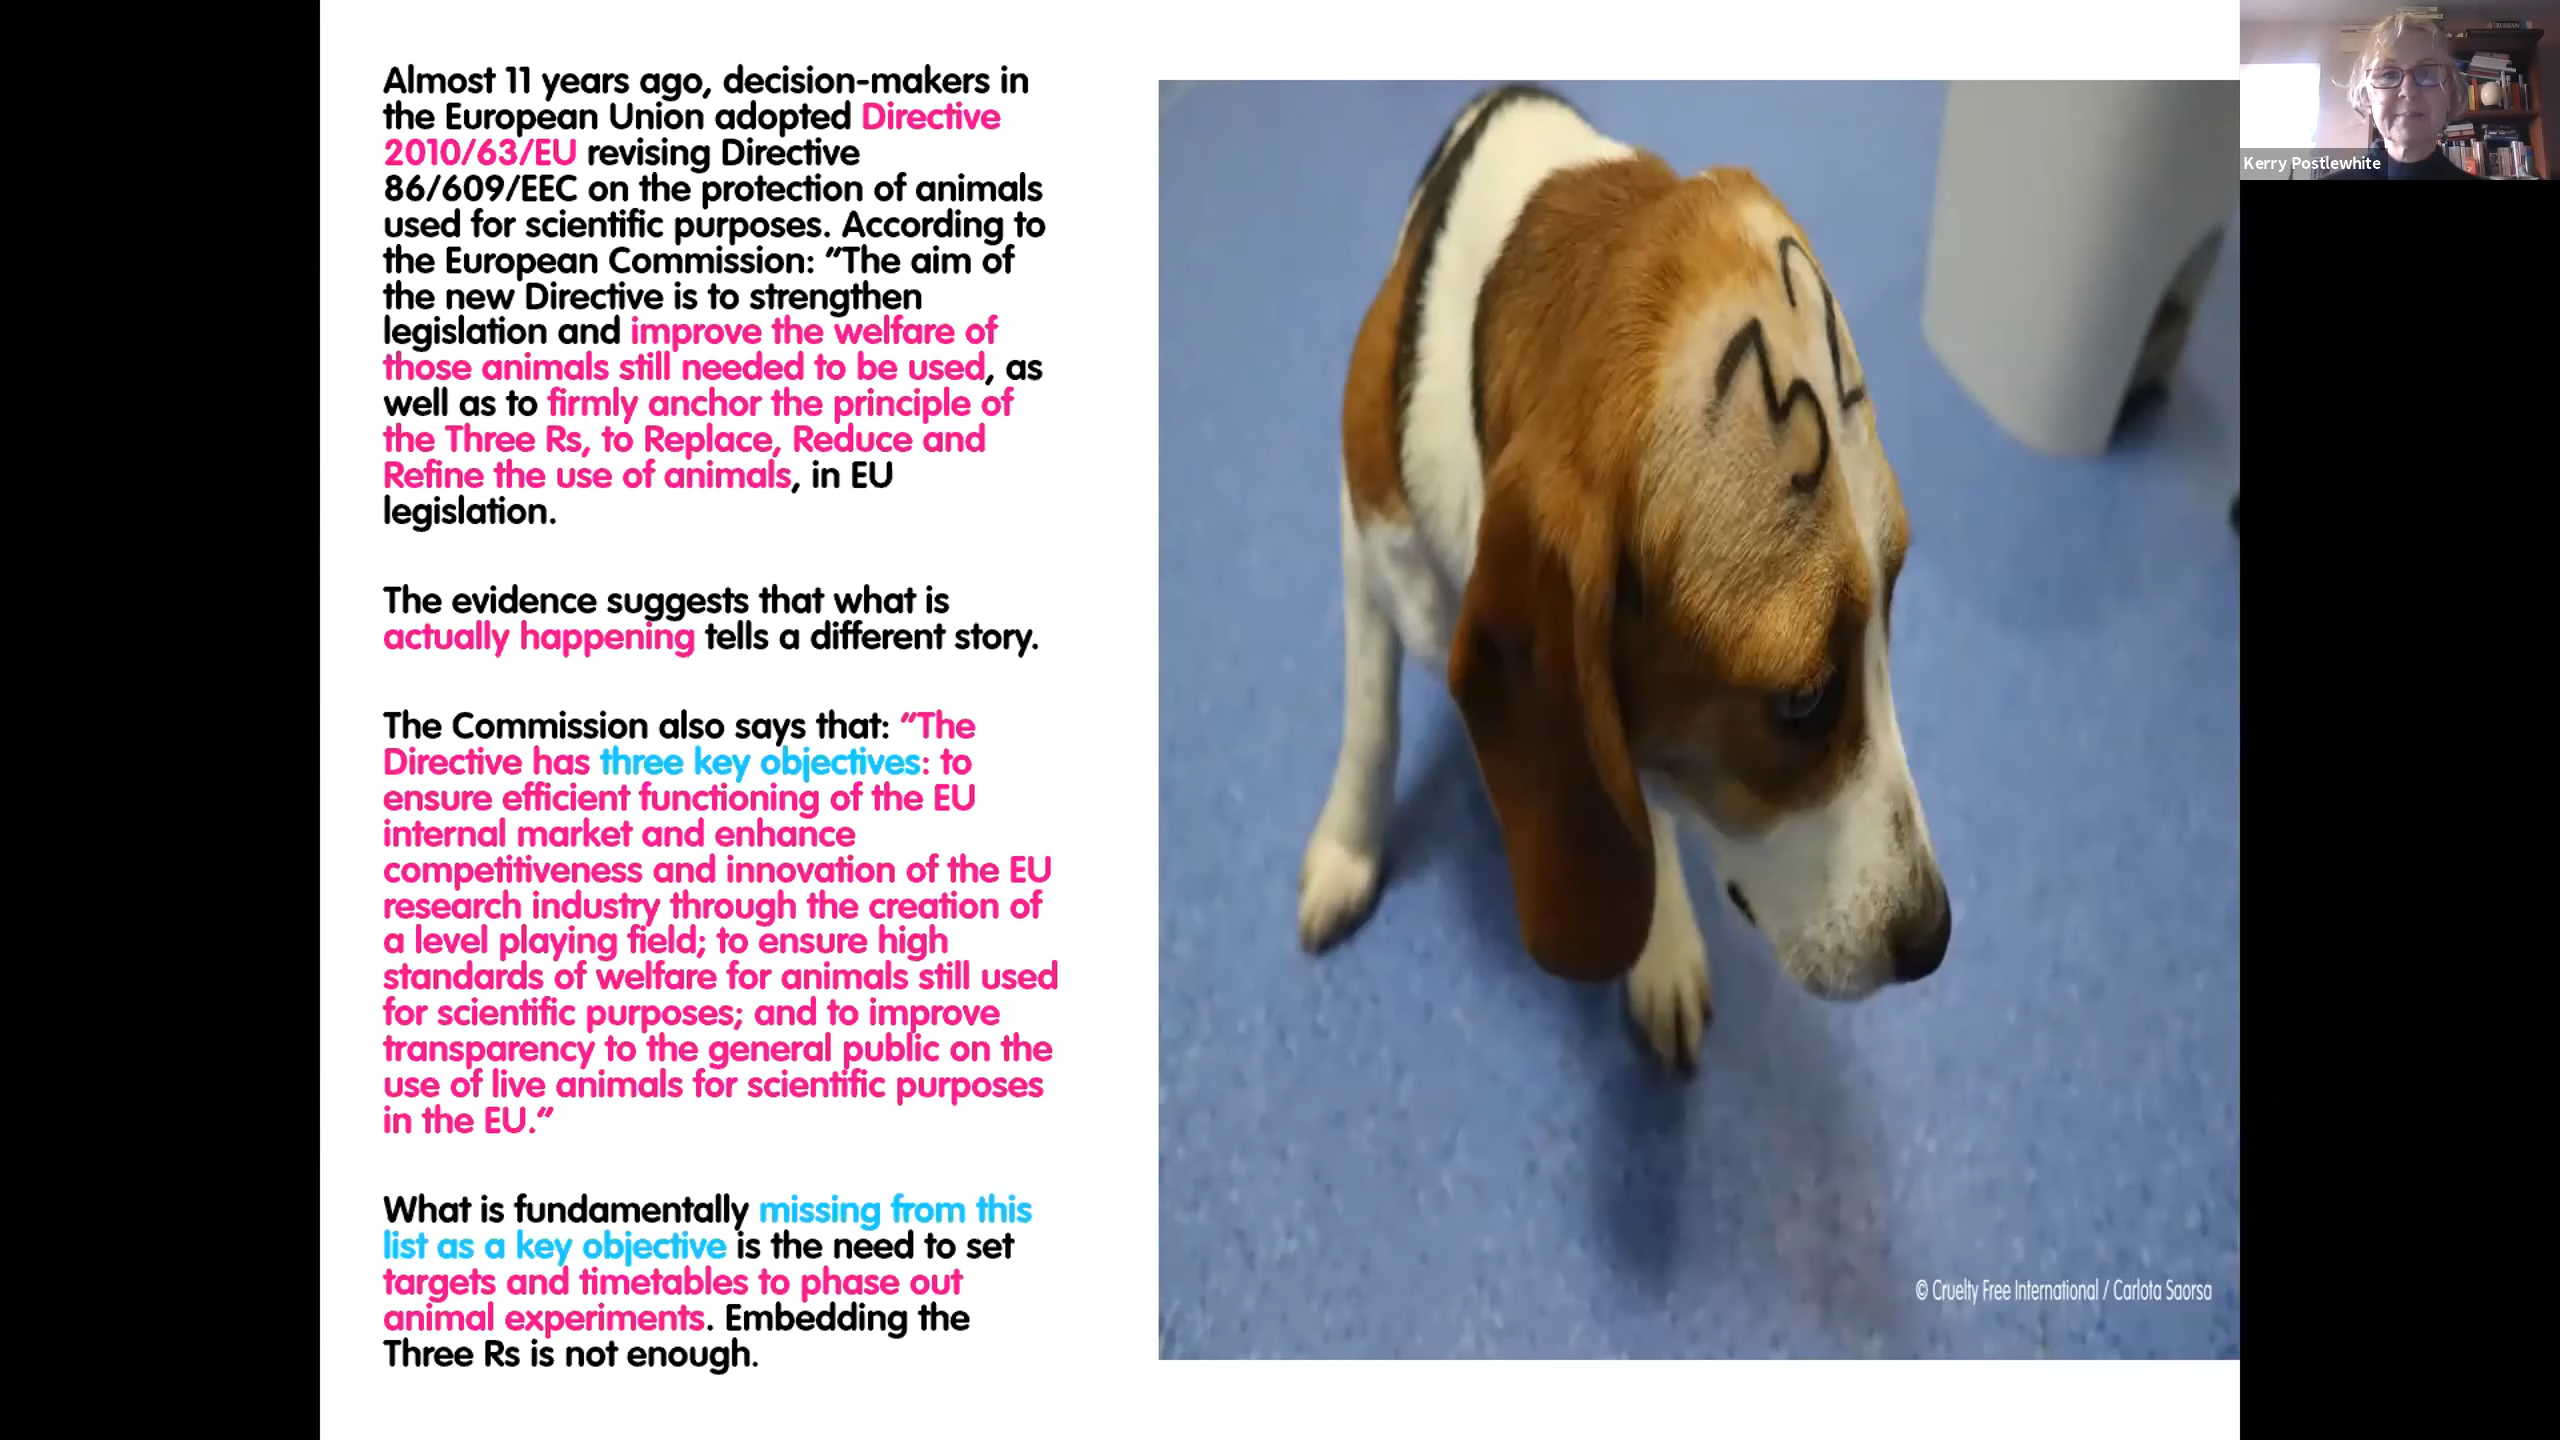 Almost 11 years ago, decision-makers in
the European Union adopted Directive
2010/63/EU revising Directive
86/609/EEC on the protection of animals
used for scientific purposes. According to
the European Commission: "The aim of
the new Directive is to strengthen
legislation and improve the welfare of
those animals still needed to be used, as
well as to firmly anchor the principle of
the Three Rs, to Replace, Reduce and
Refine the use of animals, in EU
legislation.
The evidence suggests that what is
actually happening tells a different story.
The Commission also says that: "The
Directive has three key objectives: to
ensure efficient functioning of the EU
internal market and enhance
competitiveness and innovation of the EU
research industry through the creation of
a level playing field; to ensure high
standards of welfare for animals still used
for scientific purposes; and to improve
transparency to the general public on the
use of live animals for scientific purposes
in the EU."
What is fundamentally missing from this
list as a key objective is the need to set
targets and timetables to phase out
animal experiments. Embedding the
Three Rs is not enough.
© Cruelty Free International / Carlota Saorsa
Kerry Postlewhite